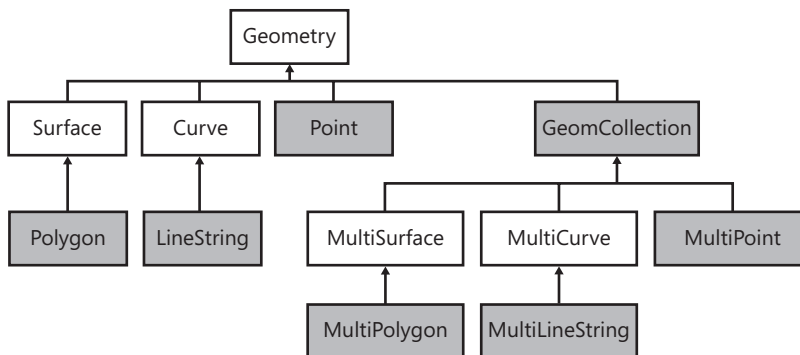 Geometry
Surface
Curve
Point
GeomCollection
Polygon
LineString
MultiSurface
MultiCurve
MultiPoint
MultiPolygon
MultiLineString